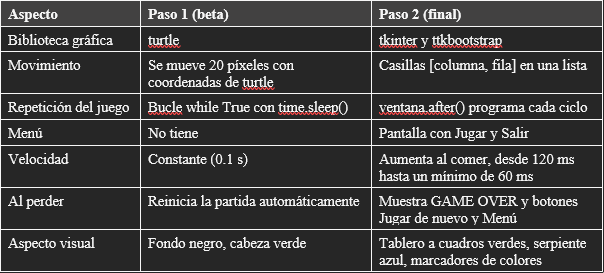 Aspecto Paso 1 (beta) Paso 2 (final)
Biblioteca gráfica turtle tkinter y ttkbootstrap
Movimiento Se mueve 20 píxeles con Casillas [columna, fila] en una lista
coordenadas de turtle
Repetición del juego Bucle while True con time.sleep() ventana.after() programa cada ciclo
Menú No tiene Pantalla con Jugar y Salir
Velocidad Constante (0.1 s) Aumenta al comer, desde 120 ms
hasta un mínimo de 60 ms
Al perder Reinicia la partida automáticamente Muestra GAME OVER y botones
Jugar de nuevo y Menú
Aspecto visual Fondo negro, cabeza verde Tablero a cuadros verdes, serpiente
azul, marcadores de colores